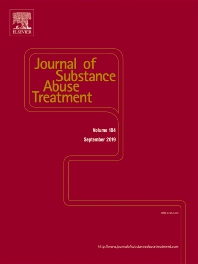 ELSEVIER
Journal of
Substance
Abuse
Treatment
Volume 104
September 2019